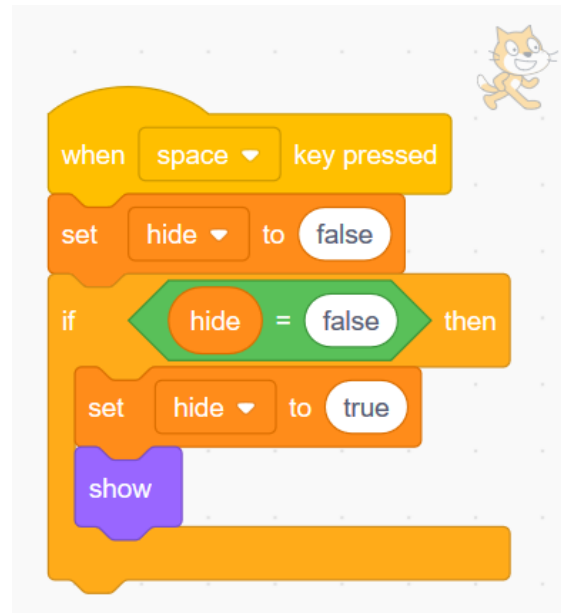 when space key pressed
set hide to false
if hide = false then
set hide to true
show